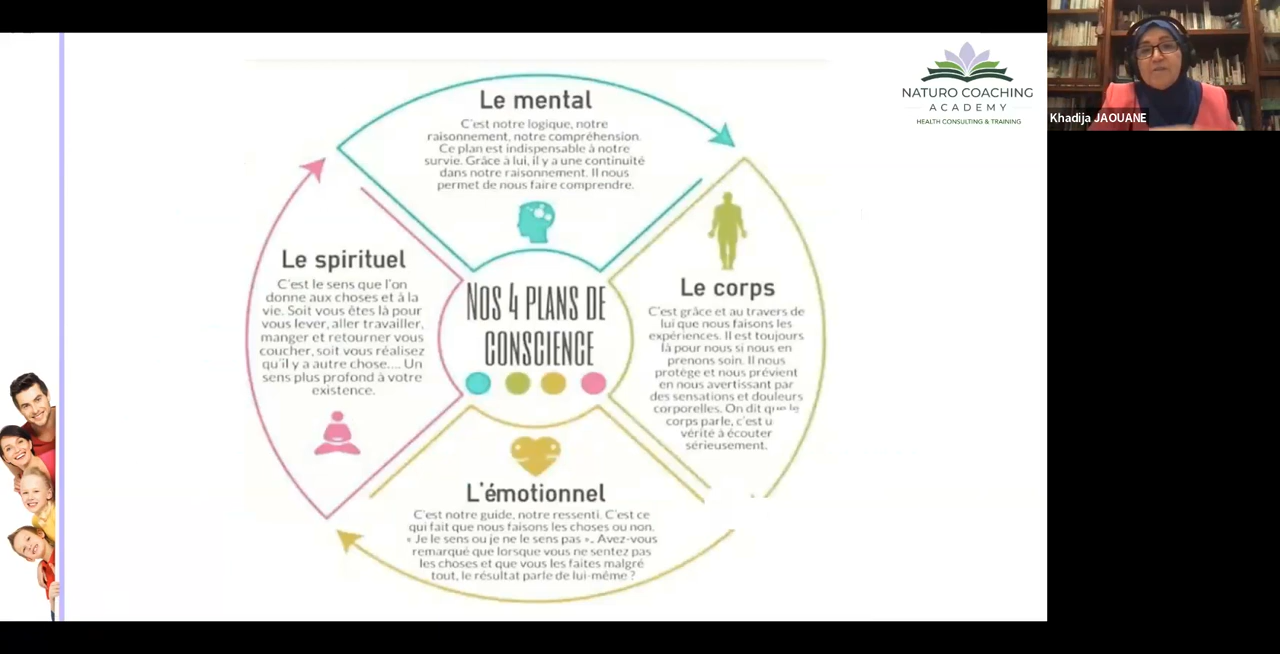 NATURO COACHING
ACADEMY
HEALTH CONSULTING & TRAINING
Khadija JAOUANE
Le mental
C'est notre logique, notre
raisonnement, notre compréhension.
Ce plan est indispensable à notre
survie. Grâce à lui, il y a une continuité
dans notre raisonnement. Il nous
permet de nous faire comprendre.
Le spirituel
C'est le sens que l'on
donne aux choses et à la
vie. Soit vous êtes là pour
vous lever, aller travailler,
manger et retourner vous
coucher, soit vous réalisez
qu'il y a autre chose.... Un
sens plus profond à votre
existence.
NOS 4 PLANS DE
CONSCIENCE
Le corps
C'est grâce et au travers de
lui que nous faisons les
expériences. Il est toujours
là pour nous si nous en
prenons soin. Il nous
protège et nous prévient
en nous avertissant par
des sensations et douleurs
corporelles. On dit
corps parle, c'est u
vérité à écouter
sérieusement.
L'émotionnel
C'est notre guide, notre ressenti. C'est ce
qui fait que nous faisons les choses ou non.
« Je le sens ou je ne le sens pas ».. Avez-vous
remarqué que lorsque vous ne sentez pas
les choses et que vous les faites malgré
tout, le résultat parle de lui-même ?